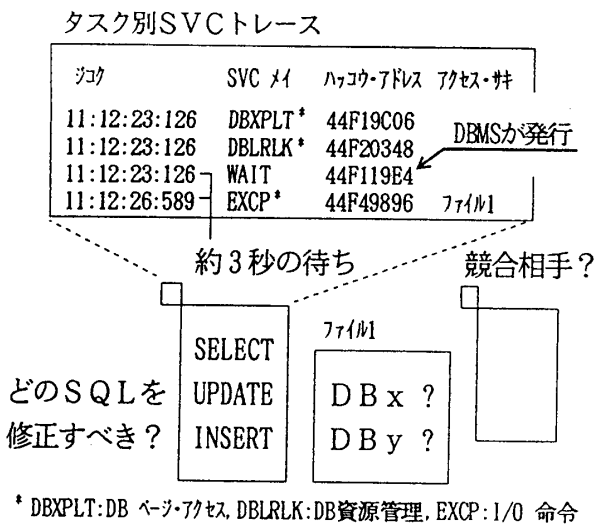 タスク別SVCトレース
ジコク SVC メイ ハッコウ・アドレス アクセス・サキ
11:12:23:126 DBXPLT* 44F19C06
11:12:23:126 DBLRLK* 44F20348
DBMSが発行
11:12:23:126 WAIT 44F119E4
11:12:26:589 EXCP* 44F49896 ファイル1
約3秒の待ち
競合相手?
どのSQLを
修正すべき?
SELECT
UPDATE
INSERT
ファイル1
DBx ?
DBy ?
* DBXPLT:DB ページ・アクセス, DBLRLK:DB資源管理, EXCP:I/O 命令